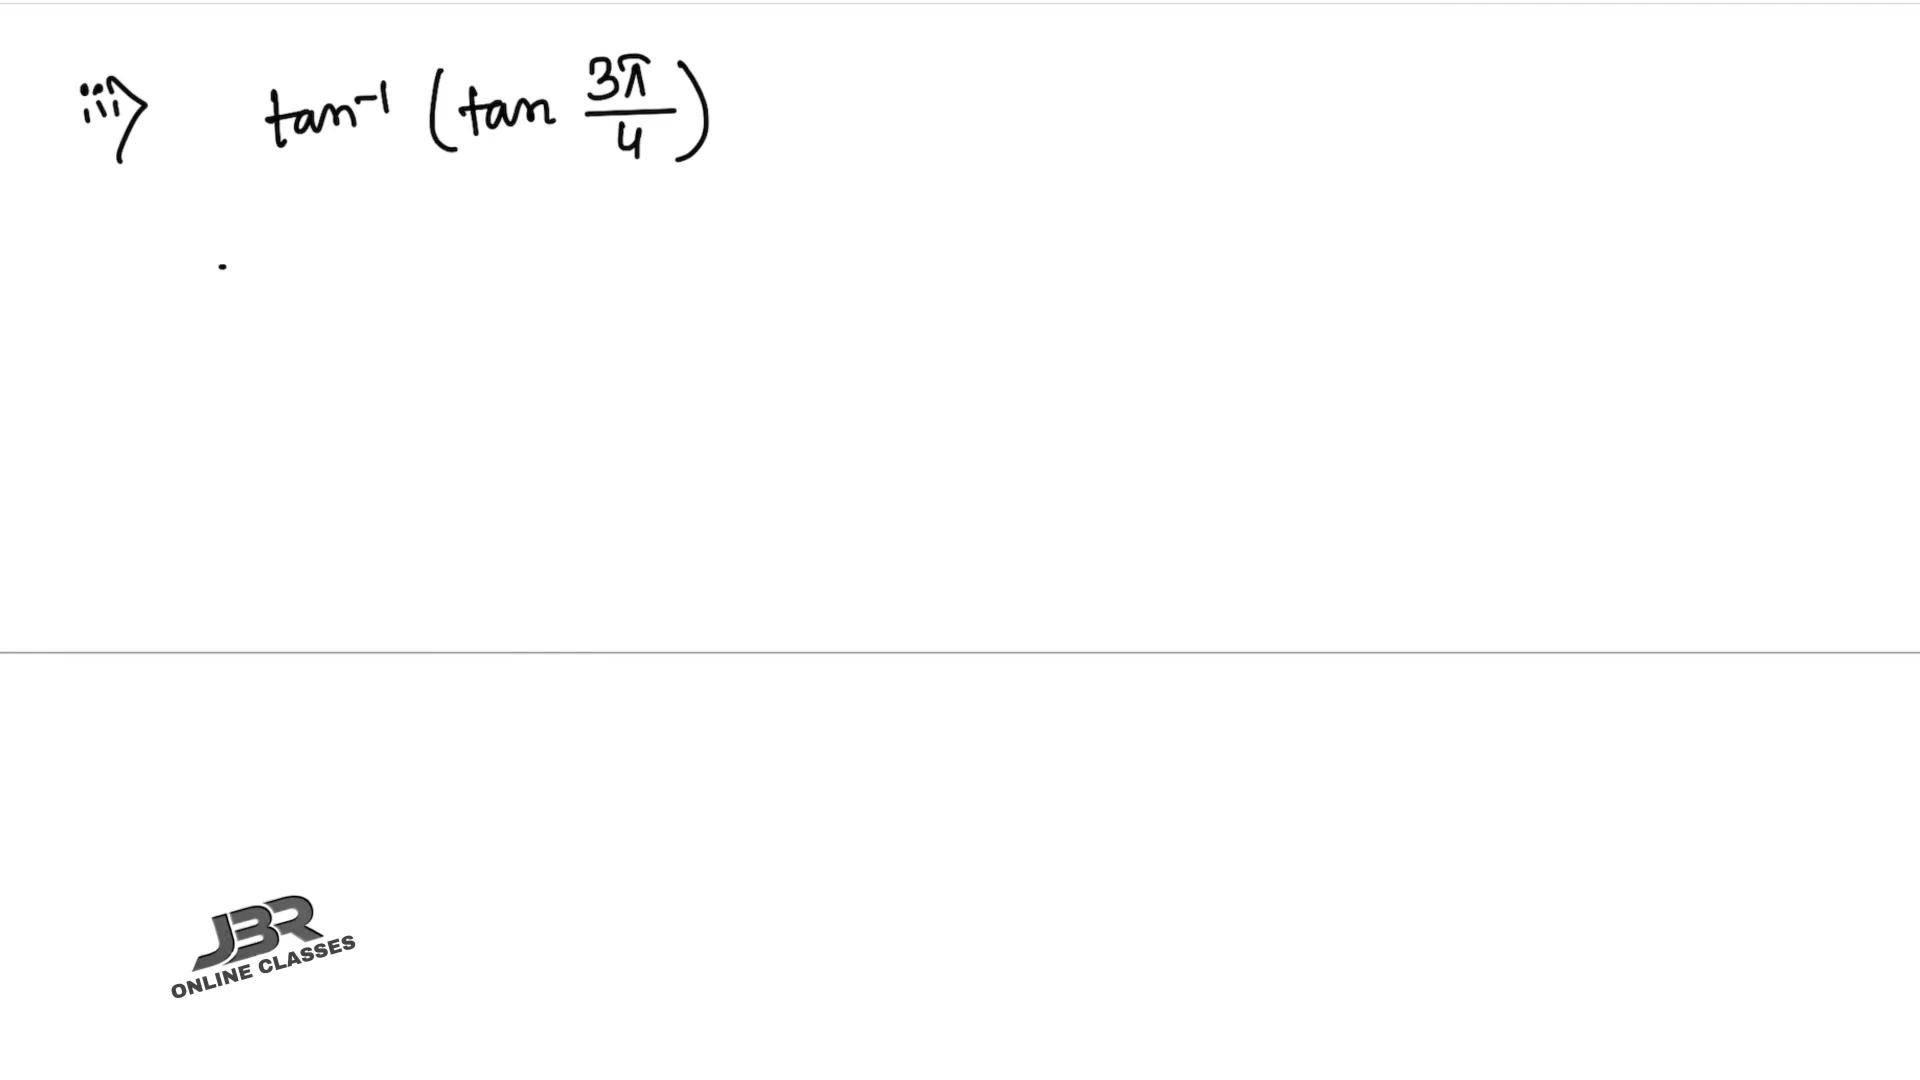 iii) tan⁻¹ (tan 3π/4)
JBR
ONLINE CLASSES